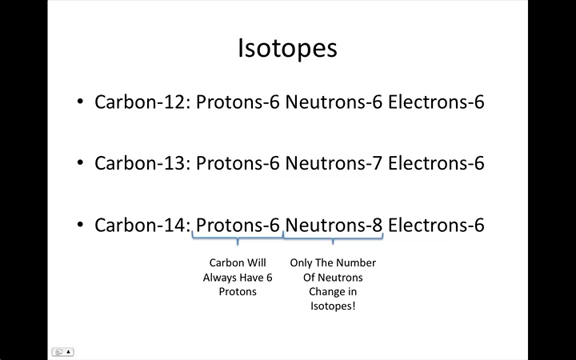 Isotopes
• Carbon-12: Protons-6 Neutrons-6 Electrons-6
• Carbon-13: Protons-6 Neutrons-7 Electrons-6
• Carbon-14: Protons-6 Neutrons-8 Electrons-6
Carbon Will
Always Have 6
Protons
Only The Number
Of Neutrons
Change in
Isotopes!